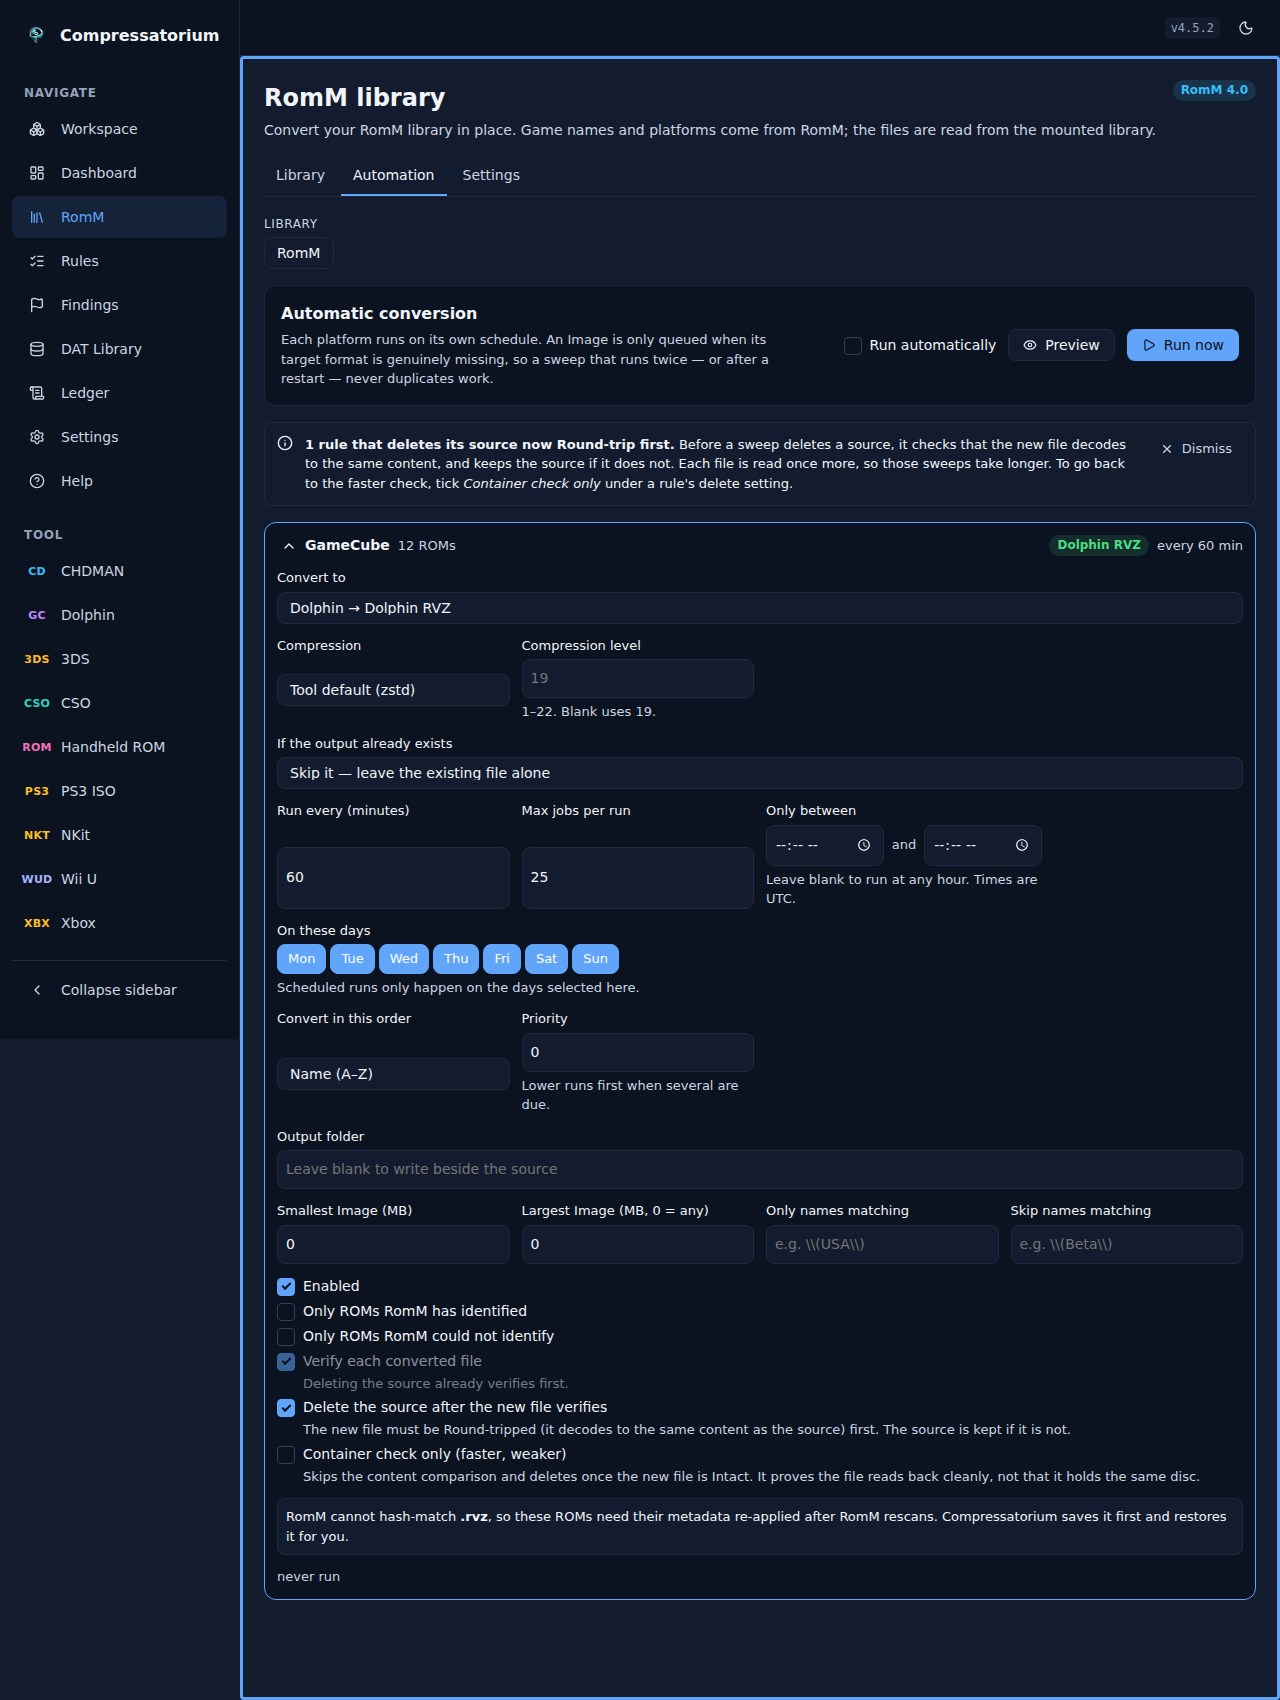 Compressatorium
v4.5.2
NAVIGATE
Workspace
Dashboard
RomM
Rules
Findings
DAT Library
Ledger
Settings
Help
TOOL
CD CHDMAN
GC Dolphin
3DS 3DS
CSO CSO
ROM Handheld ROM
PS3 PS3 ISO
NKT NKit
WUD Wii U
XBX Xbox
Collapse sidebar
RomM library
RomM 4.0
Convert your RomM library in place. Game names and platforms come from RomM; the files are read from the mounted library.
Library Automation Settings
LIBRARY
RomM
Automatic conversion
Each platform runs on its own schedule. An Image is only queued when its
target format is genuinely missing, so a sweep that runs twice — or after a
restart — never duplicates work.
Run automatically Preview Run now
1 rule that deletes its source now Round-trip first. Before a sweep deletes a source, it checks that the new file decodes
to the same content, and keeps the source if it does not. Each file is read once more, so those sweeps take longer. To go back
to the faster check, tick Container check only under a rule's delete setting.
Dismiss
GameCube 12 ROMs Dolphin RVZ every 60 min
Convert to
Dolphin → Dolphin RVZ
Compression Compression level
Tool default (zstd) 19
1–22. Blank uses 19.
If the output already exists
Skip it — leave the existing file alone
Run every (minutes) Max jobs per run Only between
60 25 --:-- -- and --:-- --
Leave blank to run at any hour. Times are
UTC.
On these days
Mon Tue Wed Thu Fri Sat Sun
Scheduled runs only happen on the days selected here.
Convert in this order Priority
Name (A–Z) 0
Lower runs first when several are
due.
Output folder
Leave blank to write beside the source
Smallest Image (MB) Largest Image (MB, 0 = any) Only names matching Skip names matching
0 0 e.g. \\(USA\\) e.g. \\(Beta\\)
Enabled
Only ROMs RomM has identified
Only ROMs RomM could not identify
Verify each converted file
Deleting the source already verifies first.
Delete the source after the new file verifies
The new file must be Round-tripped (it decodes to the same content as the source) first. The source is kept if it is not.
Container check only (faster, weaker)
Skips the content comparison and deletes once the new file is Intact. It proves the file reads back cleanly, not that it holds the same disc.
RomM cannot hash-match .rvz, so these ROMs need their metadata re-applied after RomM rescans. Compressatorium saves it first and restores
it for you.
never run